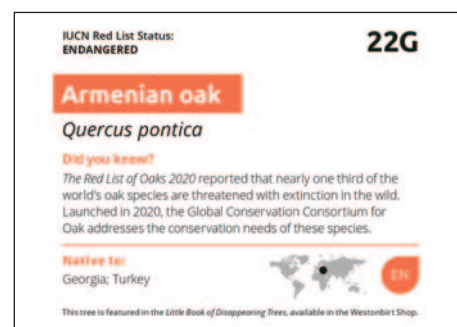 IUCN Red List Status:
ENDANGERED
22G
Armenian oak
Quercus pontica
Did you know?
The Red List of Oaks 2020 reported that nearly one third of the
world's oak species are threatened with extinction in the wild.
Launched in 2020, the Global Conservation Consortium for
Oak addresses the conservation needs of these species.
Native to:
Georgia; Turkey
EN
This tree is featured in the Little Book of Disappearing Trees, available in the Westonbirt Shop.